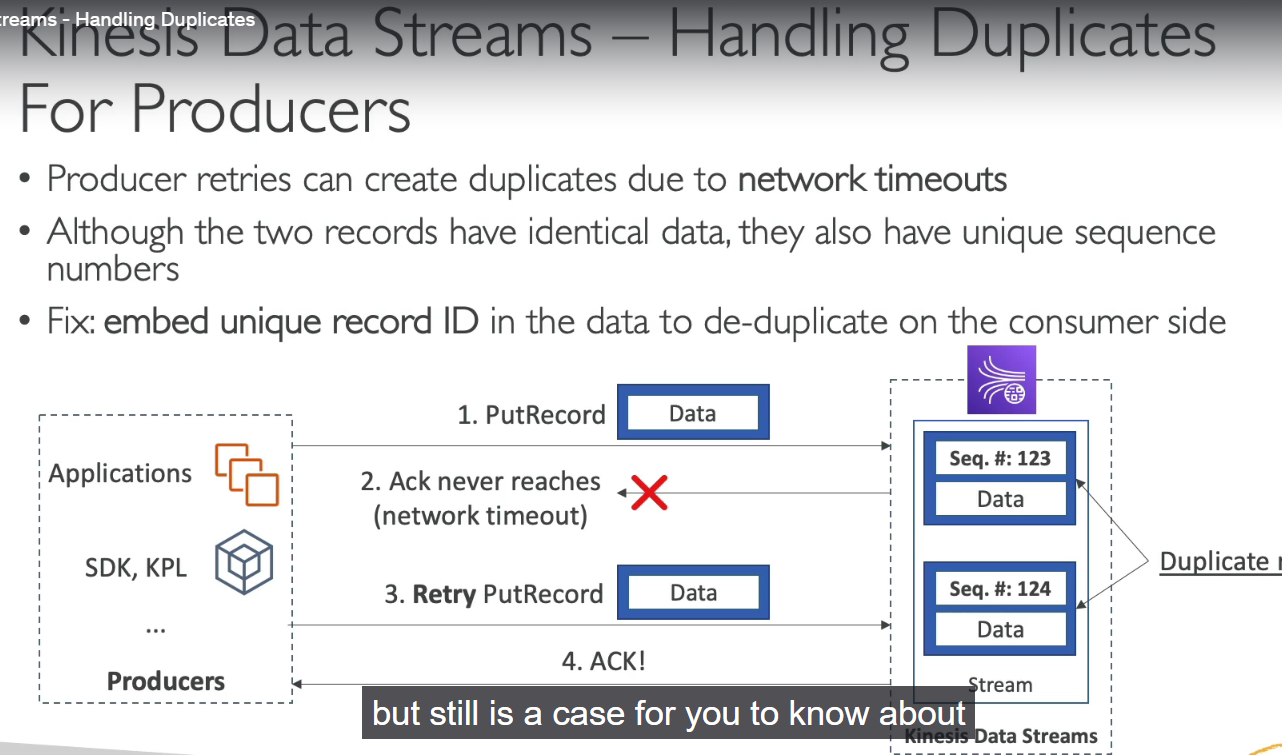 treams - Handling Duplicates
Kinesis Data Streams – Handling Duplicates
For Producers
• Producer retries can create duplicates due to network timeouts
• Although the two records have identical data, they also have unique sequence
numbers
• Fix: embed unique record ID in the data to de-duplicate on the consumer side
Applications
SDK, KPL
...
Producers
1. PutRecord
Data
2. Ack never reaches
(network timeout)
3. Retry PutRecord
Data
4. ACK!
Seq. #: 123
Data
Seq. #: 124
Data
Stream
Kinesis Data Streams
Duplicate
but still is a case for you to know about